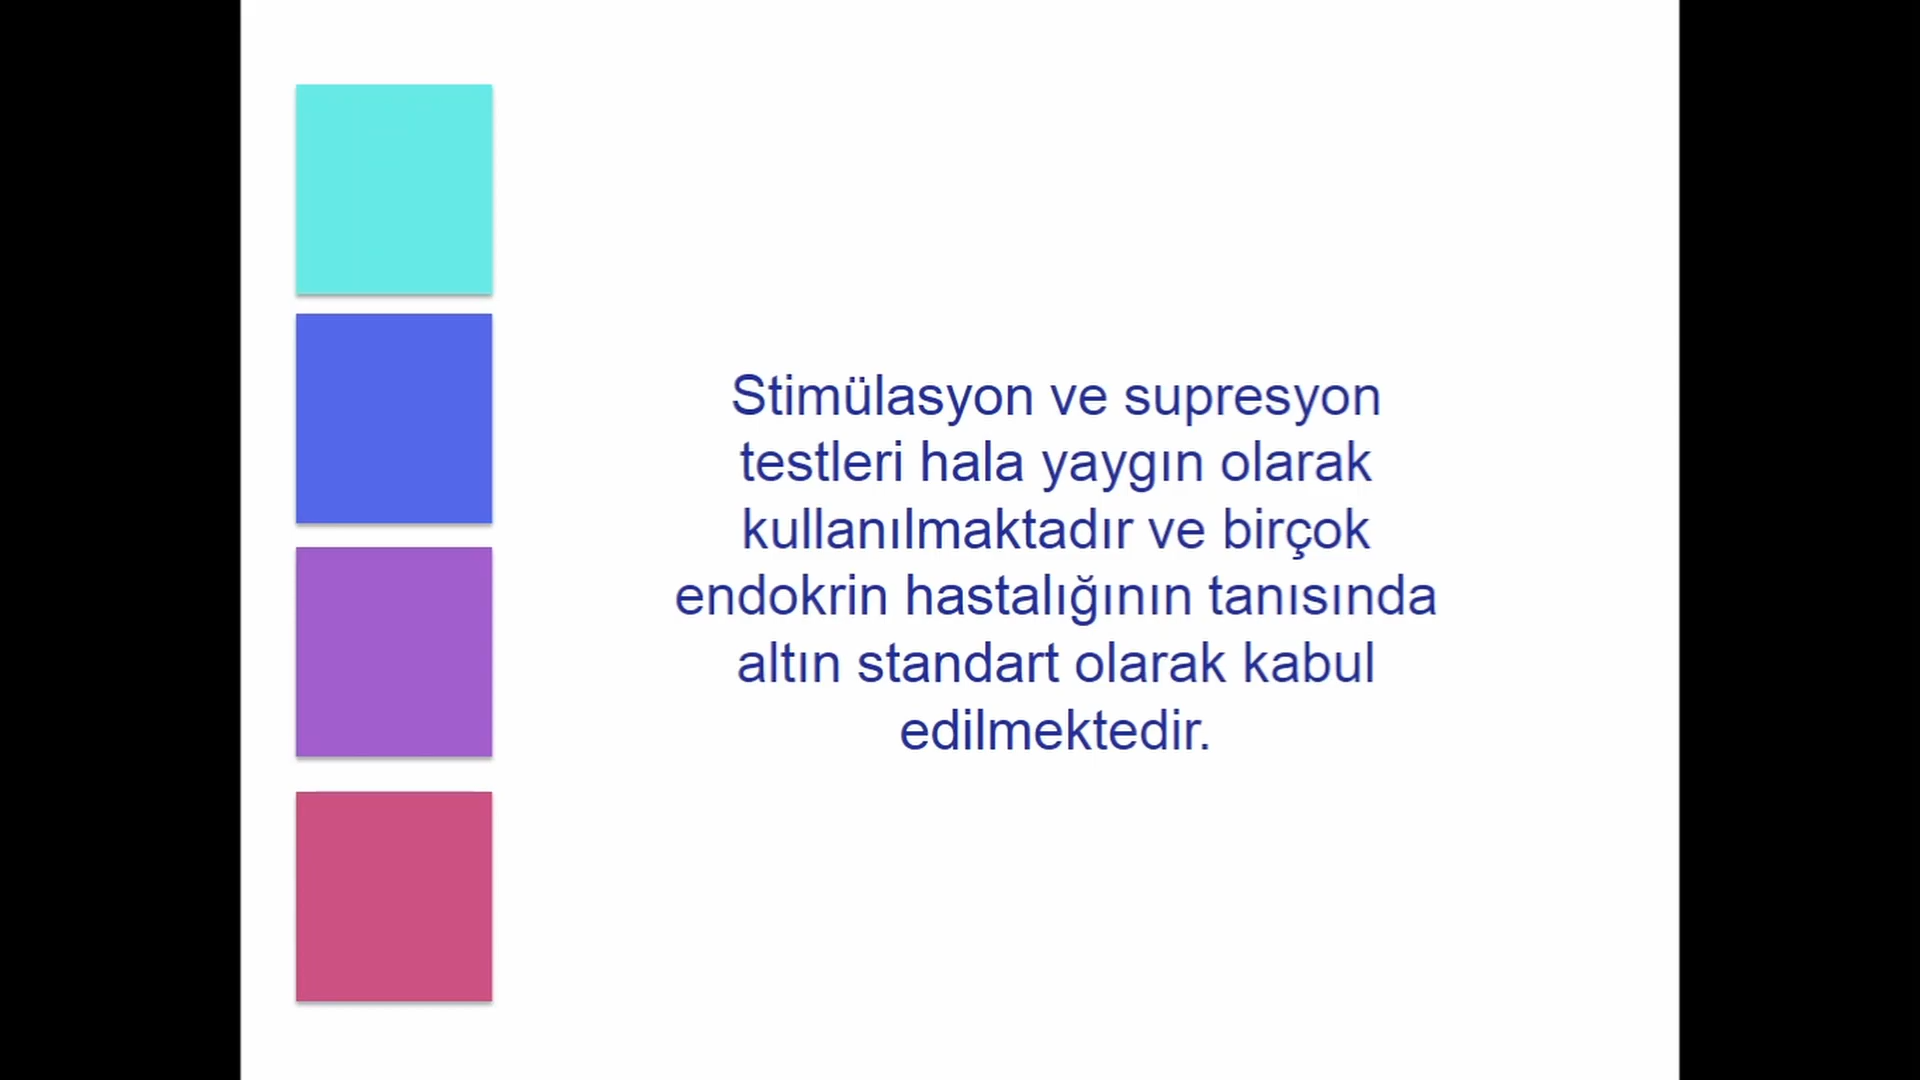 Stimülasyon ve supresyon
testleri hala yaygın olarak
kullanılmaktadır ve birçok
endokrin hastalığının tanısında
altın standart olarak kabul
edilmektedir.